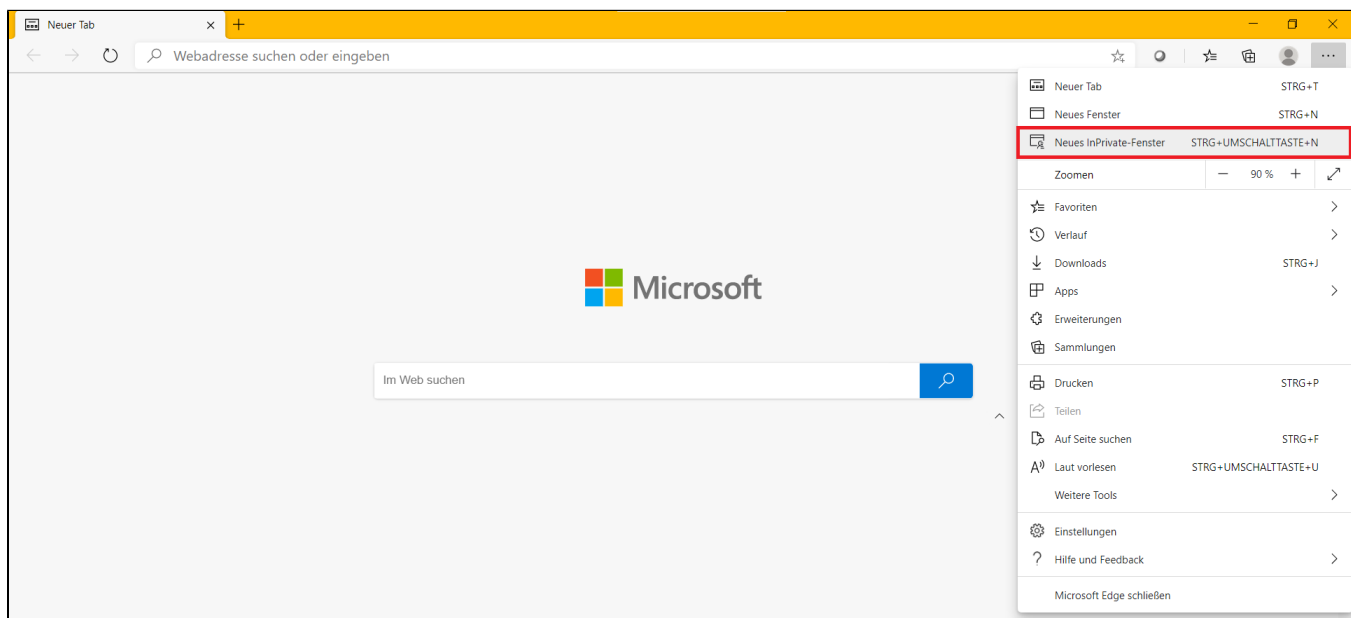 Neuer Tab
Webadresse suchen oder eingeben
Neuer Tab STRG+T
Neues Fenster STRG+N
Neues InPrivate-Fenster STRG+UMSCHALTTASTE+N
Zoomen 90 %
Favoriten
Verlauf
Downloads STRG+J
Apps
Erweiterungen
Sammlungen
Drucken STRG+P
Teilen
Auf Seite suchen STRG+F
Laut vorlesen STRG+UMSCHALTTASTE+U
Weitere Tools
Einstellungen
Hilfe und Feedback
Microsoft Edge schließen
Microsoft
Im Web suchen